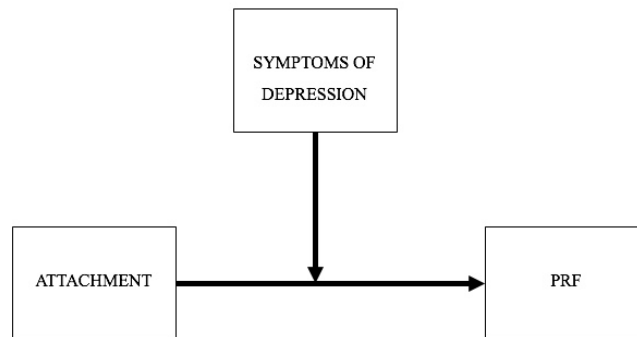 SYMPTOMS OF
DEPRESSION
ATTACHMENT
PRF